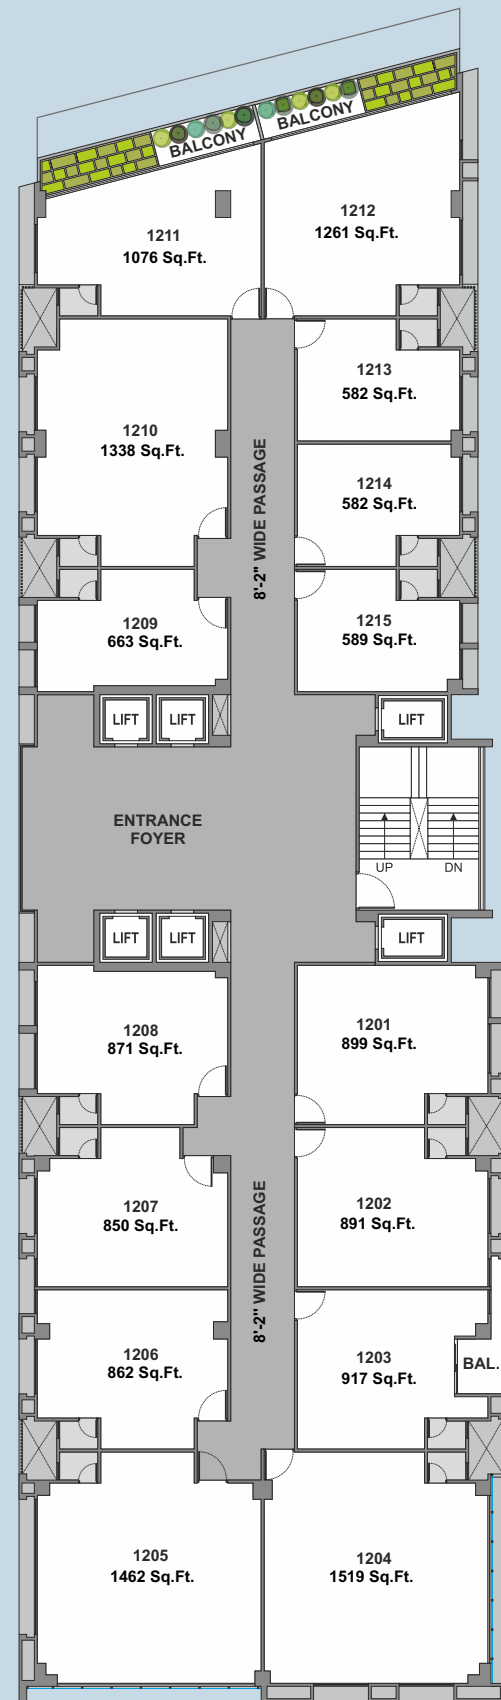 BALCONY
BALCONY
1211
1076 Sq.Ft.
1212
1261 Sq.Ft.
1213
582 Sq.Ft.
1210
1338 Sq.Ft.
8'-2" WIDE PASSAGE
1214
582 Sq.Ft.
1209
663 Sq.Ft.
1215
589 Sq.Ft.
LIFT
LIFT
LIFT
ENTRANCE
FOYER
UP
DN
LIFT
LIFT
LIFT
1208
871 Sq.Ft.
1201
899 Sq.Ft.
1207
850 Sq.Ft.
8'-2" WIDE PASSAGE
1202
891 Sq.Ft.
1206
862 Sq.Ft.
1203
917 Sq.Ft.
BAL.
1205
1462 Sq.Ft.
1204
1519 Sq.Ft.